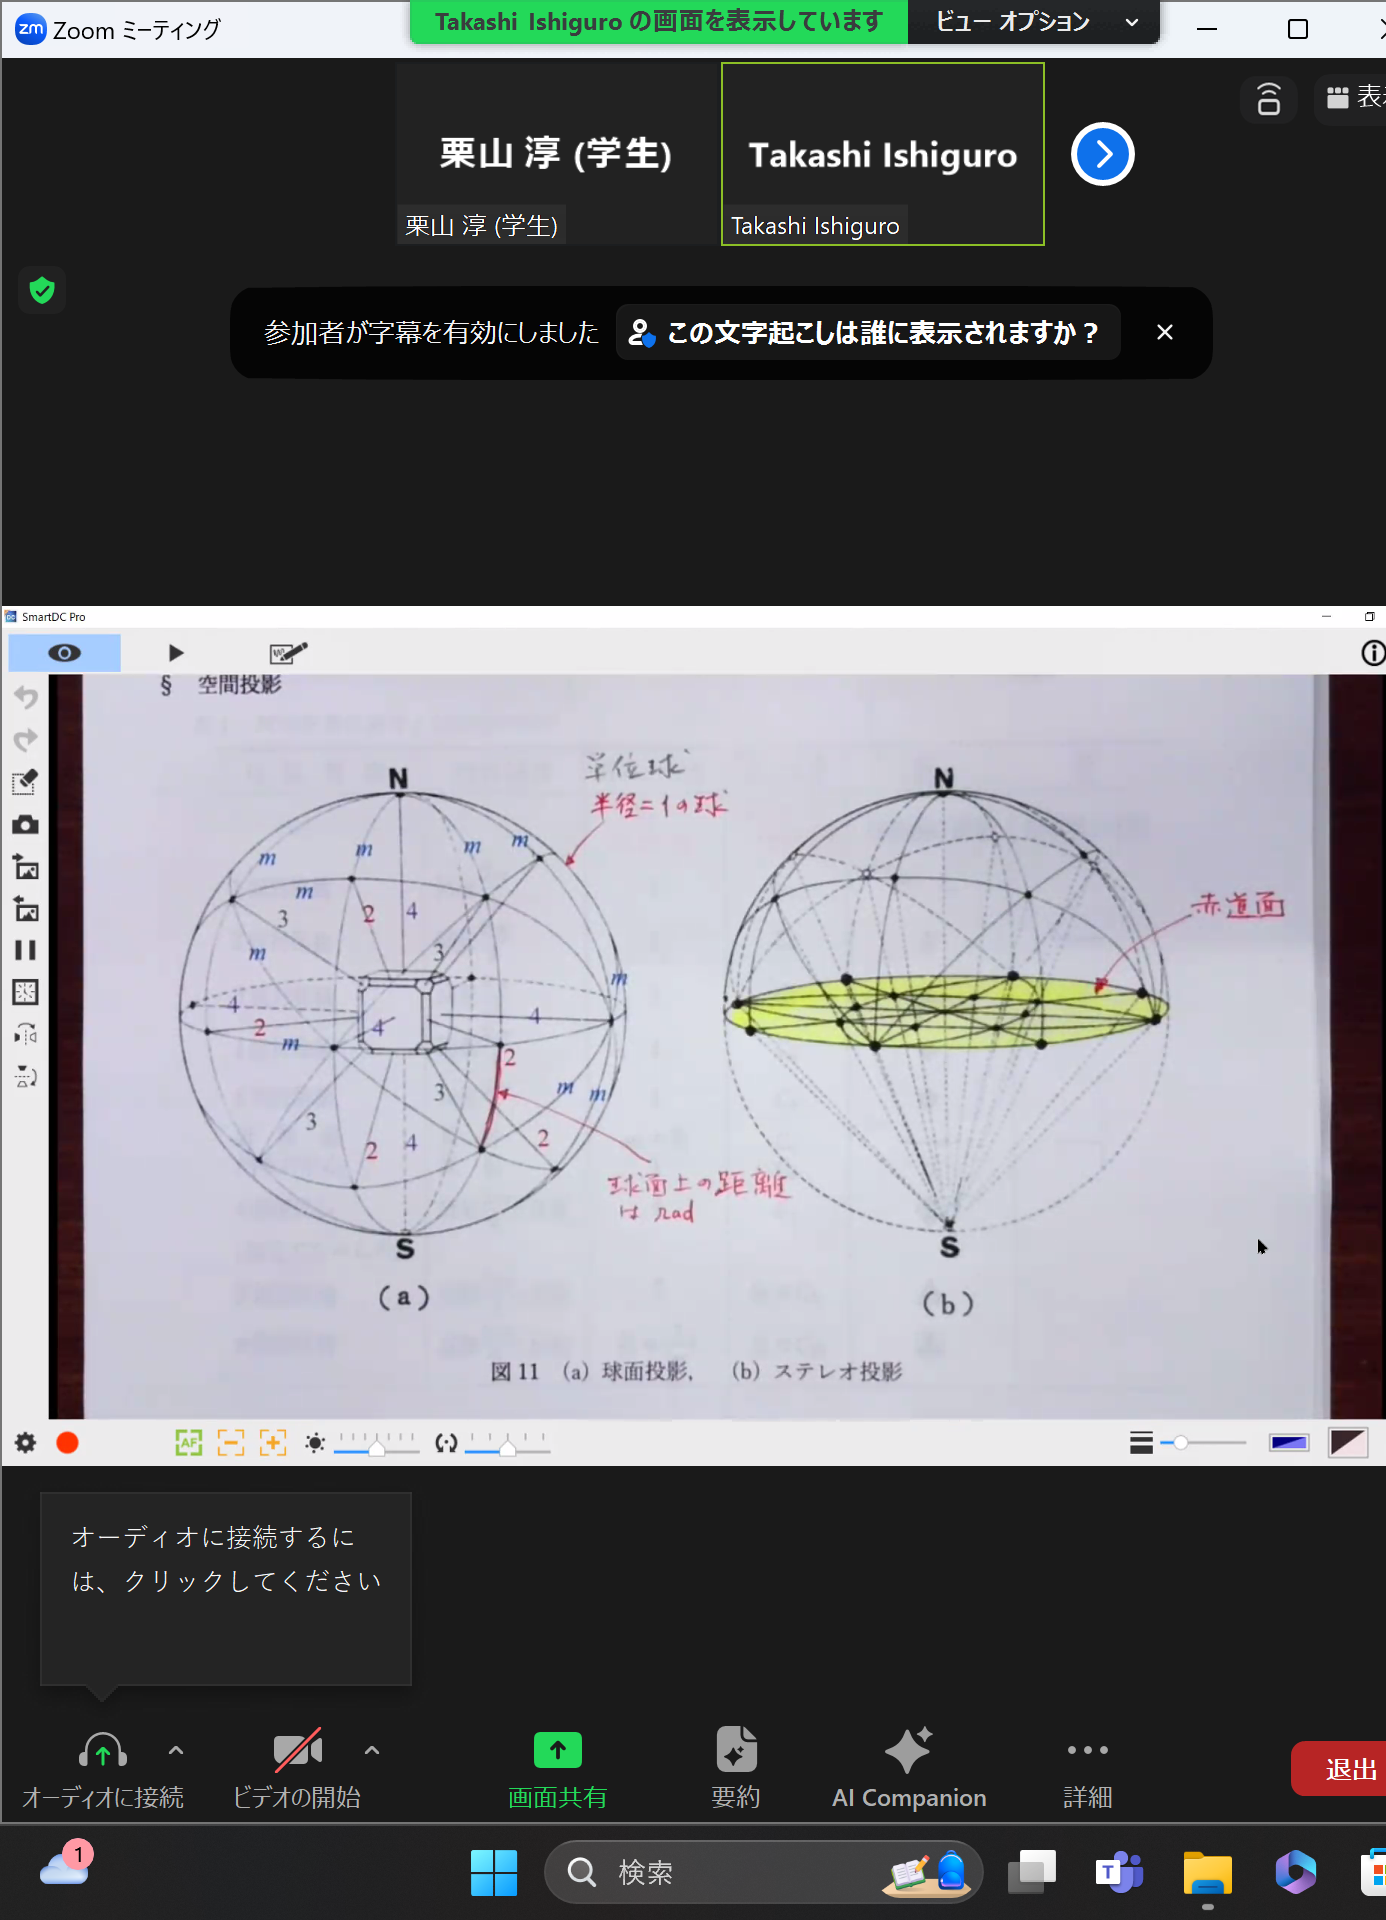 Zoom ミーティング
Takashi Ishiguro の画面を表示しています
ビュー オプション
表
栗山 淳 (学生)
栗山 淳 (学生)
Takashi Ishiguro
Takashi Ishiguro
参加者が字幕を有効にしました
この文字起こしは誰に表示されますか？
SmartDC Pro
§ 空間投影
単位球
半径=1の球
N
m
m
m
m
m
3
2
4
m
3
m
4
2
m
4
4
2
3
m
m
3
2
4
2
球面上の距離
は rad
S
(a)
N
赤道面
S
(b)
図 11 (a) 球面投影, (b) ステレオ投影
AF
オーディオに接続するに
は、クリックしてください
オーディオに接続
ビデオの開始
画面共有
要約
AI Companion
詳細
退出
1
検索